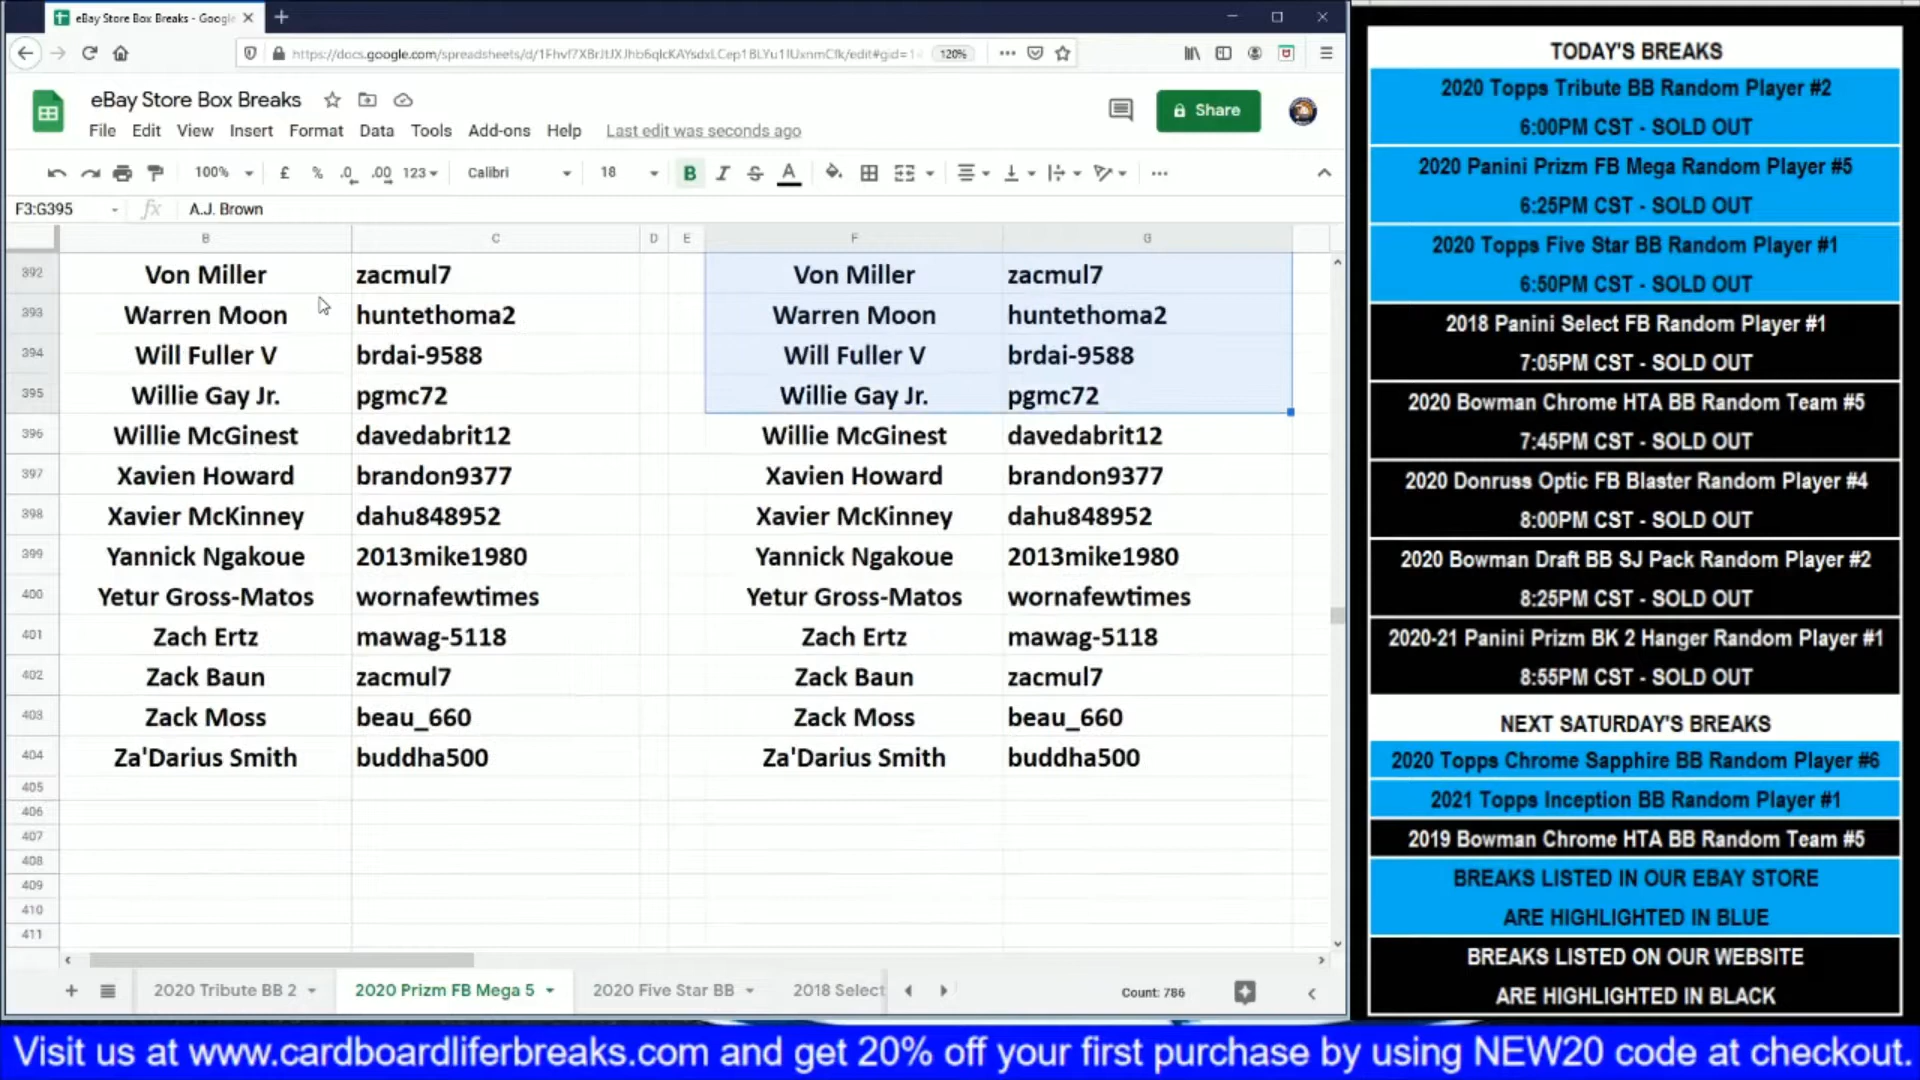 eBay Store Box Breaks - Google
eBay Store Box Breaks
File Edit View Insert Format Data Tools Add-ons Help Last edit was seconds ago
Share
120%
100% £ % .0 .00 123 Calibri 18 B I S A
F3:G395 fx A.J. Brown
B C D E F G
392 Von Miller zacmul7 Von Miller zacmul7
393 Warren Moon huntethoma2 Warren Moon huntethoma2
394 Will Fuller V brdai-9588 Will Fuller V brdai-9588
395 Willie Gay Jr. pgmc72 Willie Gay Jr. pgmc72
396 Willie McGinest davedabrit12 Willie McGinest davedabrit12
397 Xavien Howard brandon9377 Xavien Howard brandon9377
398 Xavier McKinney dahu848952 Xavier McKinney dahu848952
399 Yannick Ngakoue 2013mike1980 Yannick Ngakoue 2013mike1980
400 Yetur Gross-Matos wornafewtimes Yetur Gross-Matos wornafewtimes
401 Zach Ertz mawag-5118 Zach Ertz mawag-5118
402 Zack Baun zacmul7 Zack Baun zacmul7
403 Zack Moss beau_660 Zack Moss beau_660
404 Za'Darius Smith buddha500 Za'Darius Smith buddha500
405
406
407
408
409
410
411
2020 Tribute BB 2 2020 Prizm FB Mega 5 2020 Five Star BB 2018 Select Count: 786
TODAY'S BREAKS
2020 Topps Tribute BB Random Player #2
6:00PM CST - SOLD OUT
2020 Panini Prizm FB Mega Random Player #5
6:25PM CST - SOLD OUT
2020 Topps Five Star BB Random Player #1
6:50PM CST - SOLD OUT
2018 Panini Select FB Random Player #1
7:05PM CST - SOLD OUT
2020 Bowman Chrome HTA BB Random Team #5
7:45PM CST - SOLD OUT
2020 Donruss Optic FB Blaster Random Player #4
8:00PM CST - SOLD OUT
2020 Bowman Draft BB SJ Pack Random Player #2
8:25PM CST - SOLD OUT
2020-21 Panini Prizm BK 2 Hanger Random Player #1
8:55PM CST - SOLD OUT
NEXT SATURDAY'S BREAKS
2020 Topps Chrome Sapphire BB Random Player #6
2021 Topps Inception BB Random Player #1
2019 Bowman Chrome HTA BB Random Team #5
BREAKS LISTED IN OUR EBAY STORE
ARE HIGHLIGHTED IN BLUE
BREAKS LISTED ON OUR WEBSITE
ARE HIGHLIGHTED IN BLACK
Visit us at www.cardboardliferbreaks.com and get 20% off your first purchase by using NEW20 code at checkout.